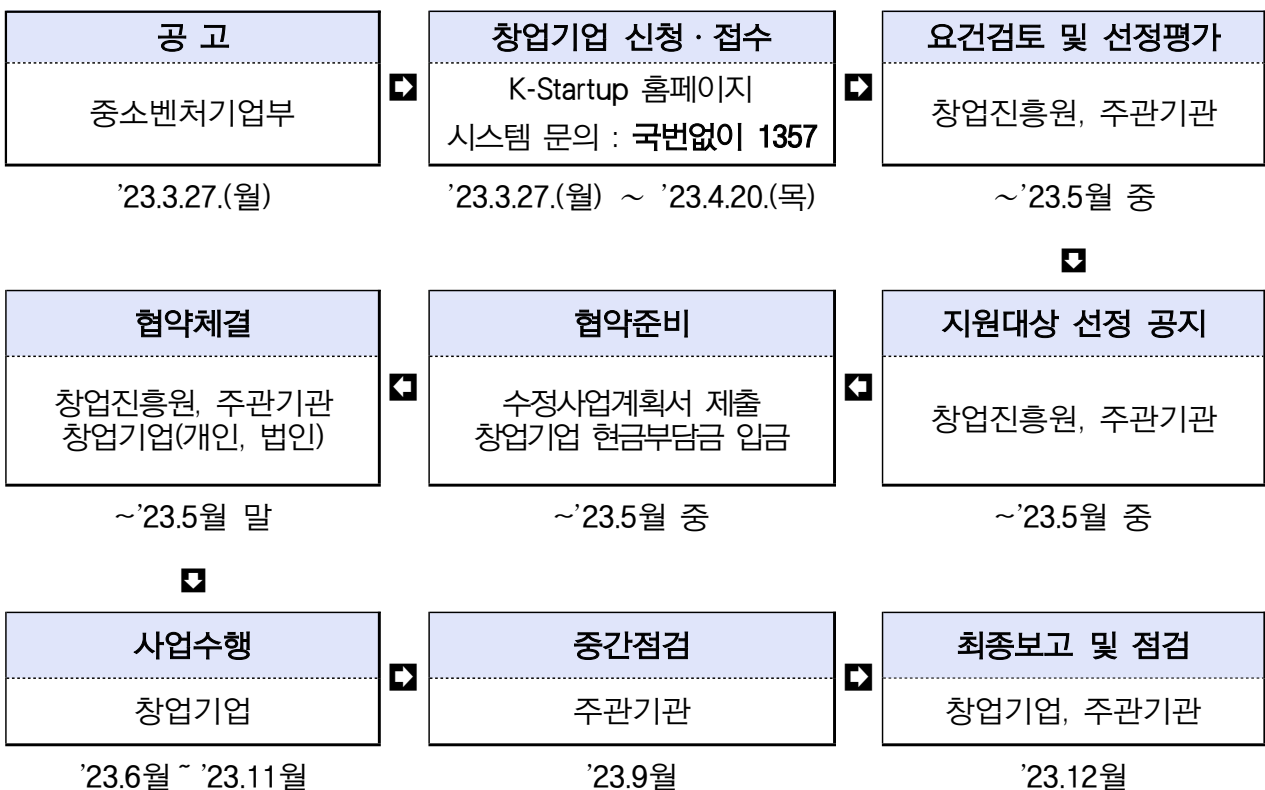 공 고
중소벤처기업부
'23.3.27.(월)
창업기업 신청 · 접수
K-Startup 홈페이지
시스템 문의 : 국번없이 1357
'23.3.27.(월) ~ '23.4.20.(목)
요건검토 및 선정평가
창업진흥원, 주관기관
~'23.5월 중
지원대상 선정 공지
창업진흥원, 주관기관
~'23.5월 중
협약준비
수정사업계획서 제출
창업기업 현금부담금 입금
~'23.5월 중
협약체결
창업진흥원, 주관기관
창업기업(개인, 법인)
~'23.5월 말
사업수행
창업기업
'23.6월 ~ '23.11월
중간점검
주관기관
'23.9월
최종보고 및 점검
창업기업, 주관기관
'23.12월